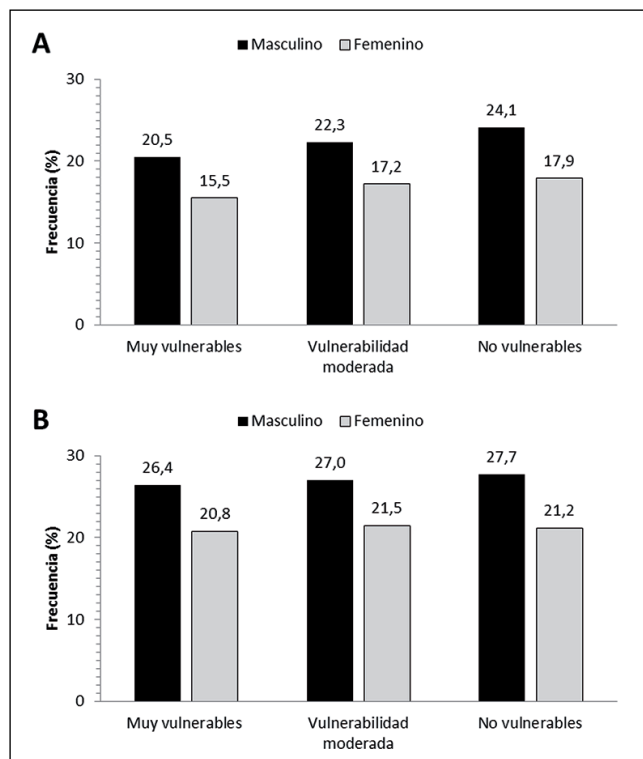 A
Masculino Femenino
Frecuencia (%)
30
20
10
0
20,5
15,5
22,3
17,2
24,1
17,9
Muy vulnerables
Vulnerabilidad
moderada
No vulnerables
B
Masculino Femenino
Frecuencia (%)
30
20
10
0
26,4
20,8
27,0
21,5
27,7
21,2
Muy vulnerables
Vulnerabilidad
moderada
No vulnerables